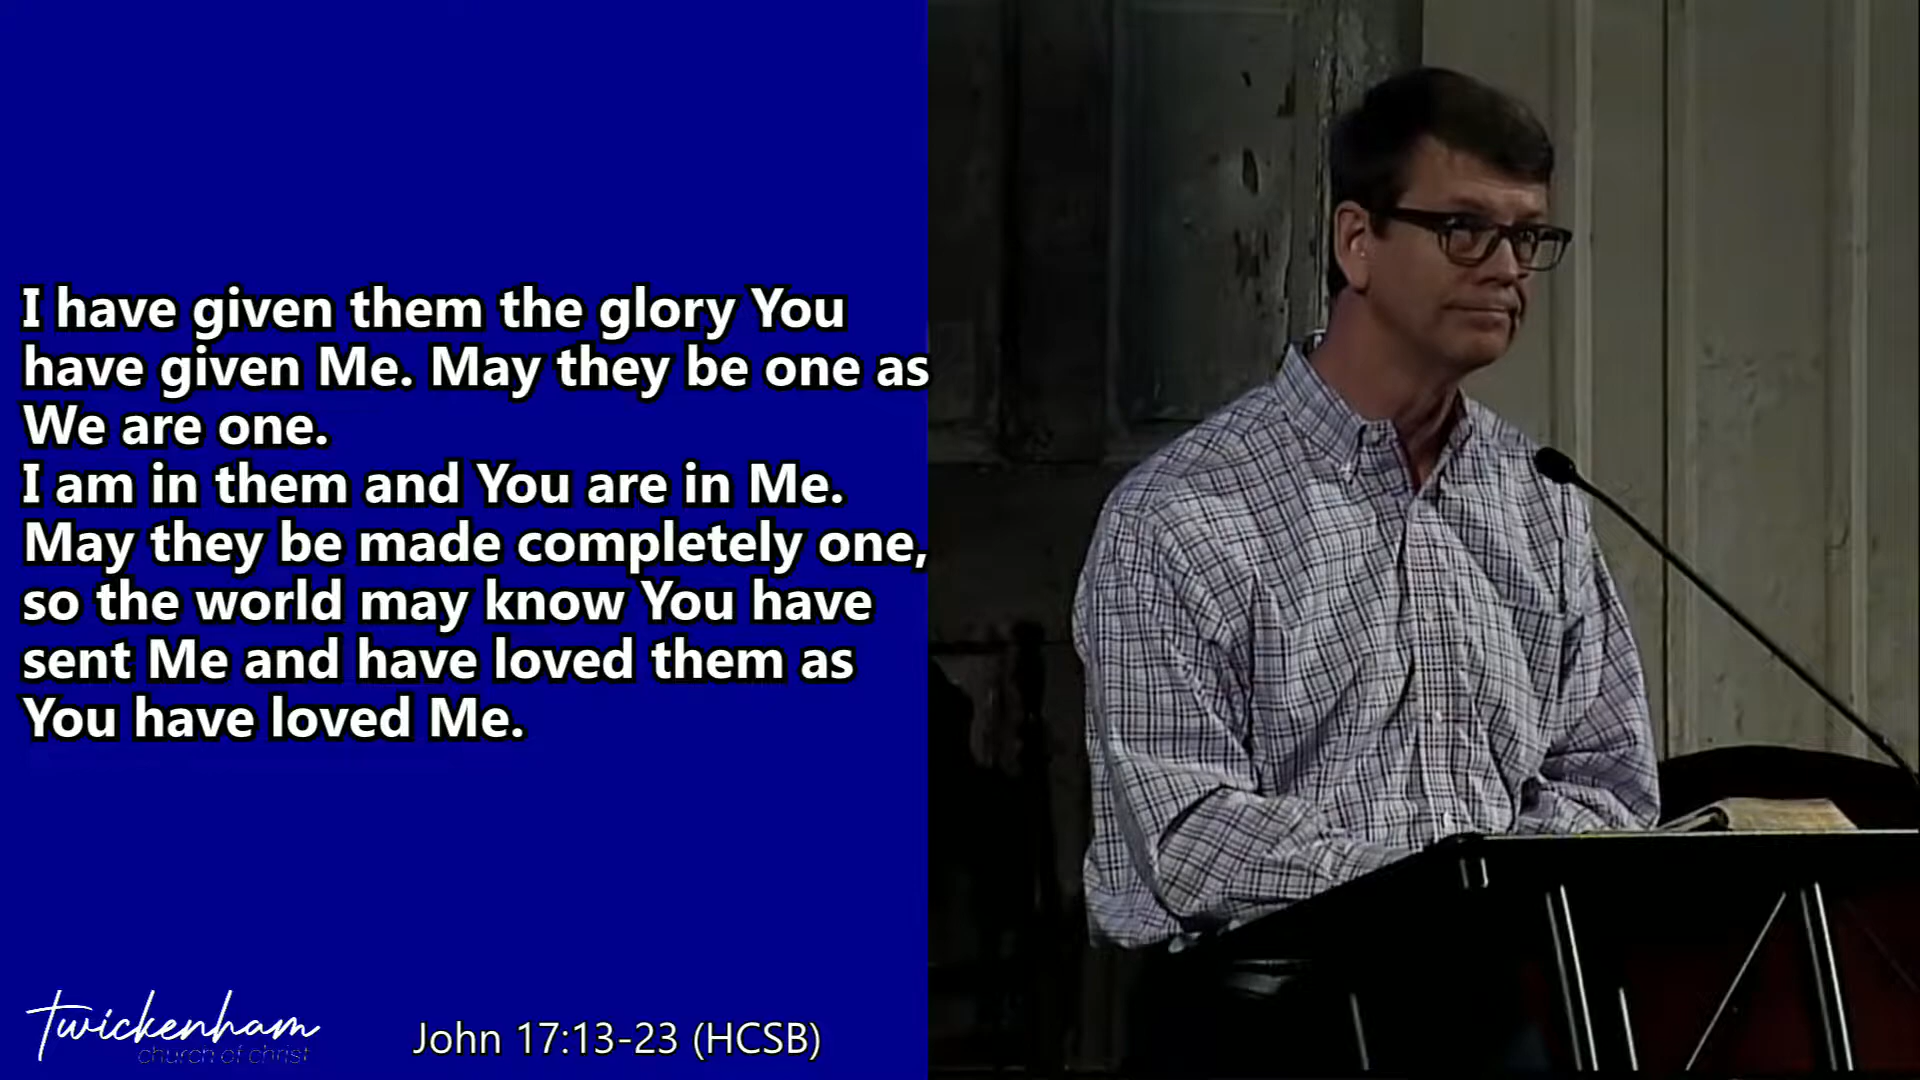 I have given them the glory You
have given Me. May they be one as
We are one.
I am in them and You are in Me.
May they be made completely one,
so the world may know You have
sent Me and have loved them as
You have loved Me.
twickenham
church of christ
John 17:13-23 (HCSB)